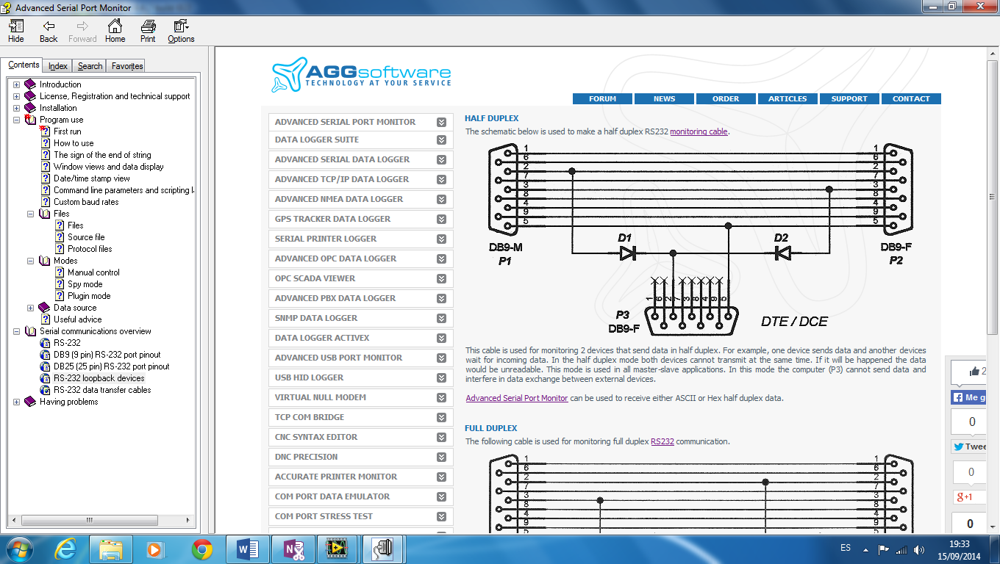 Advanced Serial Port Monitor
Hide
Back
Forward
Home
Print
Options
Contents
Index
Search
Favorites
Introduction
License, Registration and technical support
Installation
Program use
First run
How to use
The sign of the end of string
Window views and data display
Date/time stamp view
Command line parameters and scripting l
Custom baud rates
Files
Files
Source file
Protocol files
Modes
Manual control
Spy mode
Plugin mode
Data source
Useful advice
Serial communications overview
RS-232
DB9 (9 pin) RS-232 port pinout
DB25 (25 pin) RS-232 port pinout
RS-232 loopback devices
RS-232 data transfer cables
Having problems
AGGsoftware
TECHNOLOGY AT YOUR SERVICE
FORUM
NEWS
ORDER
ARTICLES
SUPPORT
CONTACT
ADVANCED SERIAL PORT MONITOR
DATA LOGGER SUITE
ADVANCED SERIAL DATA LOGGER
ADVANCED TCP/IP DATA LOGGER
ADVANCED NMEA DATA LOGGER
GPS TRACKER DATA LOGGER
SERIAL PRINTER LOGGER
ADVANCED OPC DATA LOGGER
OPC SCADA VIEWER
ADVANCED PBX DATA LOGGER
SNMP DATA LOGGER
DATA LOGGER ACTIVEX
ADVANCED USB PORT MONITOR
USB HID LOGGER
VIRTUAL NULL MODEM
TCP COM BRIDGE
CNC SYNTAX EDITOR
DNC PRECISION
ACCURATE PRINTER MONITOR
COM PORT DATA EMULATOR
COM PORT STRESS TEST
HALF DUPLEX
The schematic below is used to make a half duplex RS232 monitoring cable.
1 1
6 6
2 2
7 7
3 3
8 8
4 4
9 9
5 5
DB9-M
P1
D1
D2
DB9-F
P2
1 6 2 7 3 8 4 9 5
P3
DB9-F
DTE / DCE
This cable is used for monitoring 2 devices that send data in half duplex. For example, one device sends data and another devices
wait for incoming data. In the half duplex mode both devices cannot transmit at the same time. If it will be happened the data
would be unreadable. This mode is used in all master-slave applications. In this mode the computer (P3) cannot send data and
interfere in data exchange between external devices.
Advanced Serial Port Monitor can be used to receive either ASCII or Hex half duplex data.
FULL DUPLEX
The following cable is used for monitoring full duplex RS232 communication.
1 1
6 6
2 2
7 7
3 3
8 8
4 4
9 9
2
Me g
0
Twee
0
g+1
0
ES
19:33
15/09/2014